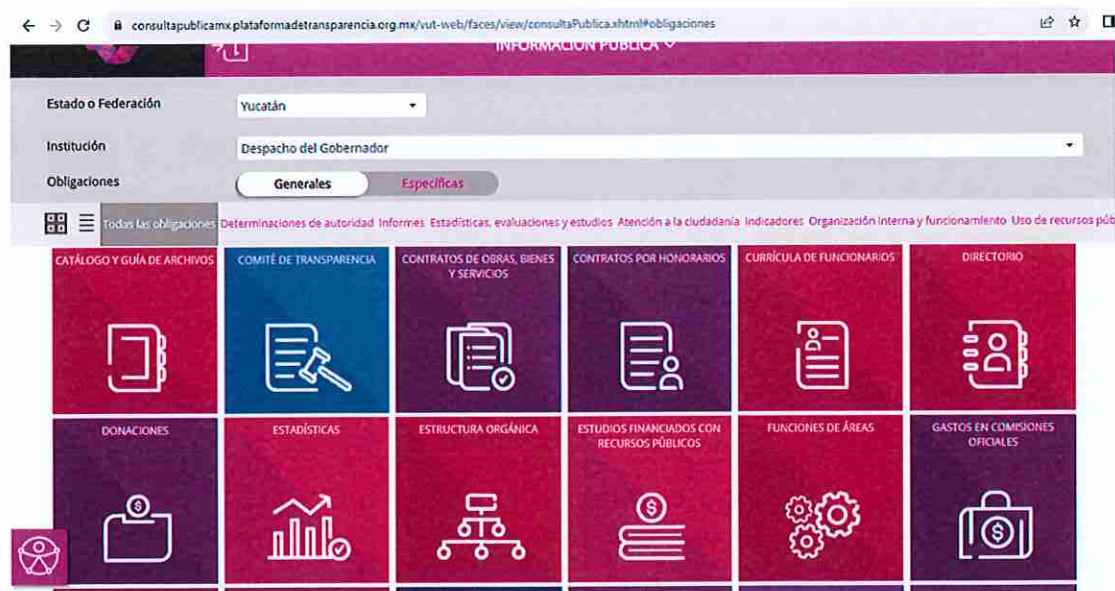 consultapublicamx.plataformadetransparencia.org.mx/vut-web/faces/view/consultaPublica.xhtml#obligaciones
INFORMACIÓN PÚBLICA
Estado o Federación
Yucatán
Institución
Despacho del Gobernador
Obligaciones
Generales
Específicas
Todas las obligaciones Determinaciones de autoridad Informes Estadísticas, evaluaciones y estudios Atención a la ciudadanía Indicadores Organización interna y funcionamiento Uso de recursos púb
CATÁLOGO Y GUÍA DE ARCHIVOS
COMITÉ DE TRANSPARENCIA
CONTRATOS DE OBRAS, BIENES
Y SERVICIOS
CONTRATOS POR HONORARIOS
CURRÍCULA DE FUNCIONARIOS
DIRECTORIO
DONACIONES
ESTADÍSTICAS
ESTRUCTURA ORGÁNICA
ESTUDIOS FINANCIADOS CON
RECURSOS PÚBLICOS
FUNCIONES DE ÁREAS
GASTOS EN COMISIONES
OFICIALES